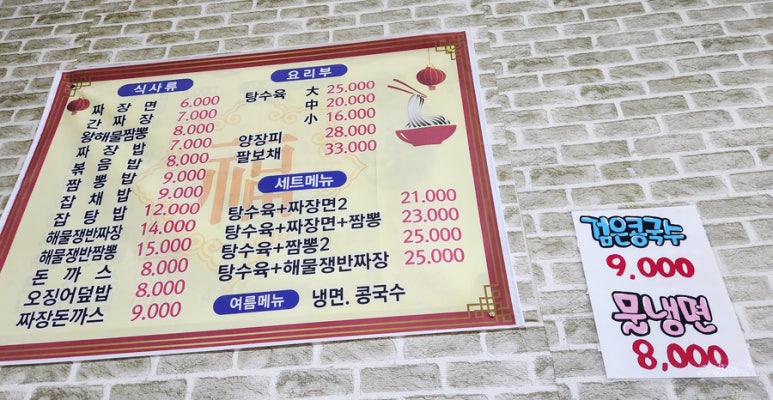 식사류
짜장면 6.000
간짜장 7.000
왕해물짬뽕 8.000
짜장밥 7.000
볶음밥 8.000
짬뽕밥 9.000
잡채밥 9.000
잡탕밥 12.000
해물쟁반짜장 14.000
해물쟁반짬뽕 15.000
돈까스 8.000
오징어덮밥 8.000
짜장돈까스 9.000
요리부
탕수육 大 25.000
中 20.000
小 16.000
양장피 28.000
팔보채 33.000
福
세트메뉴
탕수육+짜장면2 21.000
탕수육+짜장면+짬뽕 23.000
탕수육+짬뽕2 25.000
탕수육+해물쟁반짜장 25.000
여름메뉴 냉면. 콩국수
검은콩국수
9.000
물냉면
8,000